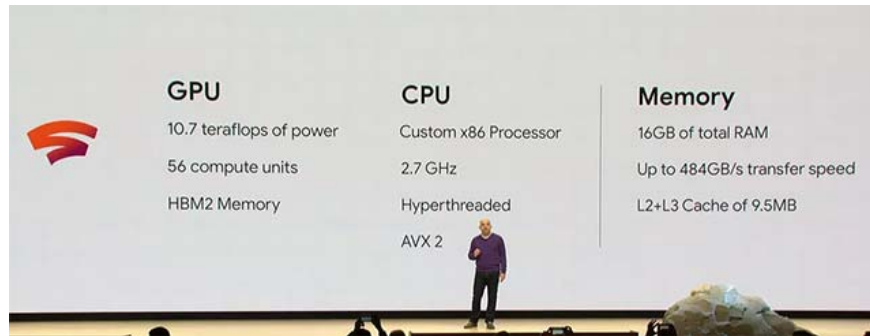 GPU
10.7 teraflops of power
56 compute units
HBM2 Memory
CPU
Custom x86 Processor
2.7 GHz
Hyperthreaded
AVX 2
Memory
16GB of total RAM
Up to 484GB/s transfer speed
L2+L3 Cache of 9.5MB